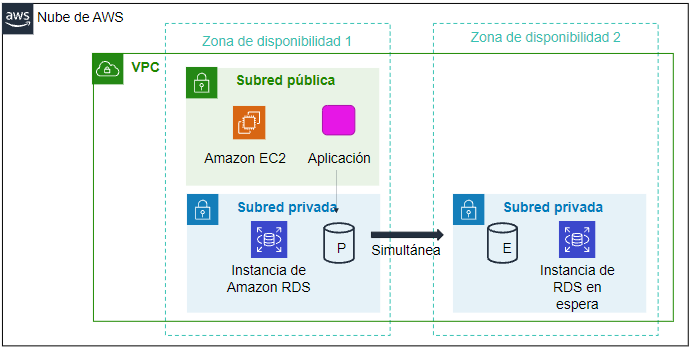 aws
Nube de AWS
Zona de disponibilidad 1
Zona de disponibilidad 2
VPC
Subred pública
Amazon EC2
Aplicación
Subred privada
P
Instancia de
Amazon RDS
Simultánea
Subred privada
E
Instancia de
RDS en
espera